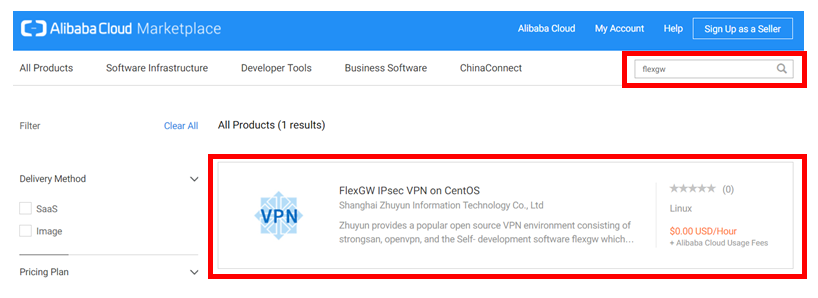 Alibaba Cloud Marketplace
Alibaba Cloud My Account Help Sign Up as a Seller
All Products Software Infrastructure Developer Tools Business Software ChinaConnect flexgw
Filter Clear All All Products (1 results)
Delivery Method
SaaS
Image
Pricing Plan
VPN
FlexGW IPsec VPN on CentOS
Shanghai Zhuyun Information Technology Co., Ltd
Zhuyun provides a popular open source VPN environment consisting of
strongsan, openvpn, and the Self- development software flexgw which...
(0)
Linux
$0.00 USD/Hour
+ Alibaba Cloud Usage Fees